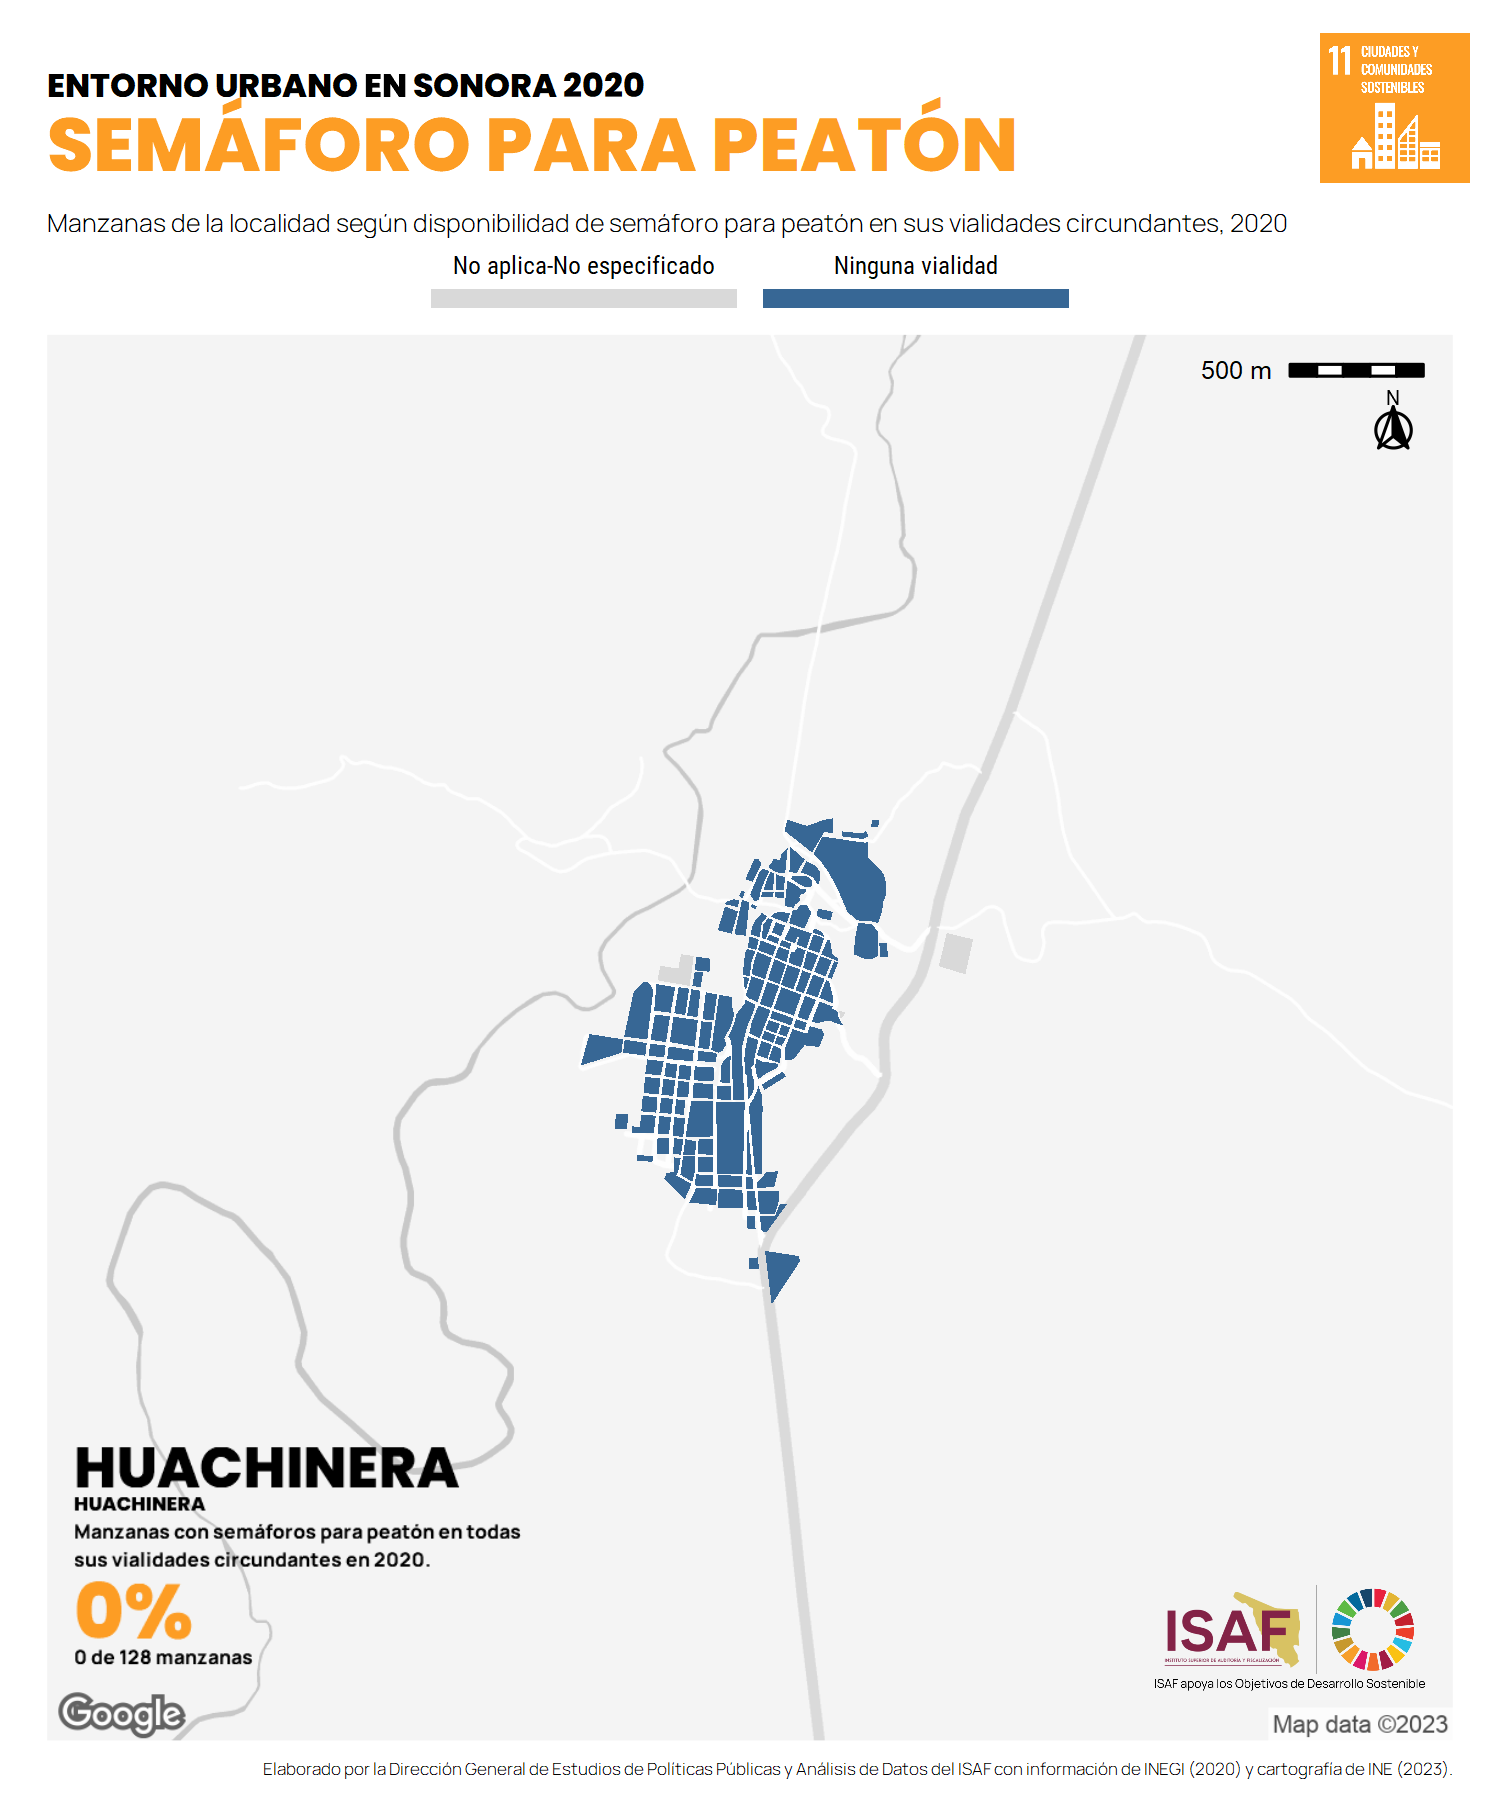 ENTORNO URBANO EN SONORA 2020
SEMÁFORO PARA PEATÓN
11 CIUDADES Y
COMUNIDADES
SOSTENIBLES
Manzanas de la localidad según disponibilidad de semáforo para peatón en sus vialidades circundantes, 2020
No aplica-No especificado
Ninguna vialidad
500 m
N
HUACHINERA
HUACHINERA
Manzanas con semáforos para peatón en todas
sus vialidades circundantes en 2020.
0%
0 de 128 manzanas
ISAF
INSTITUTO SUPERIOR DE AUDITORÍA Y FISCALIZACIÓN
ISAF apoya los Objetivos de Desarrollo Sostenible
Google
Map data ©2023
Elaborado por la Dirección General de Estudios de Políticas Públicas y Análisis de Datos del ISAF con información de INEGI (2020) y cartografía de INE (2023).